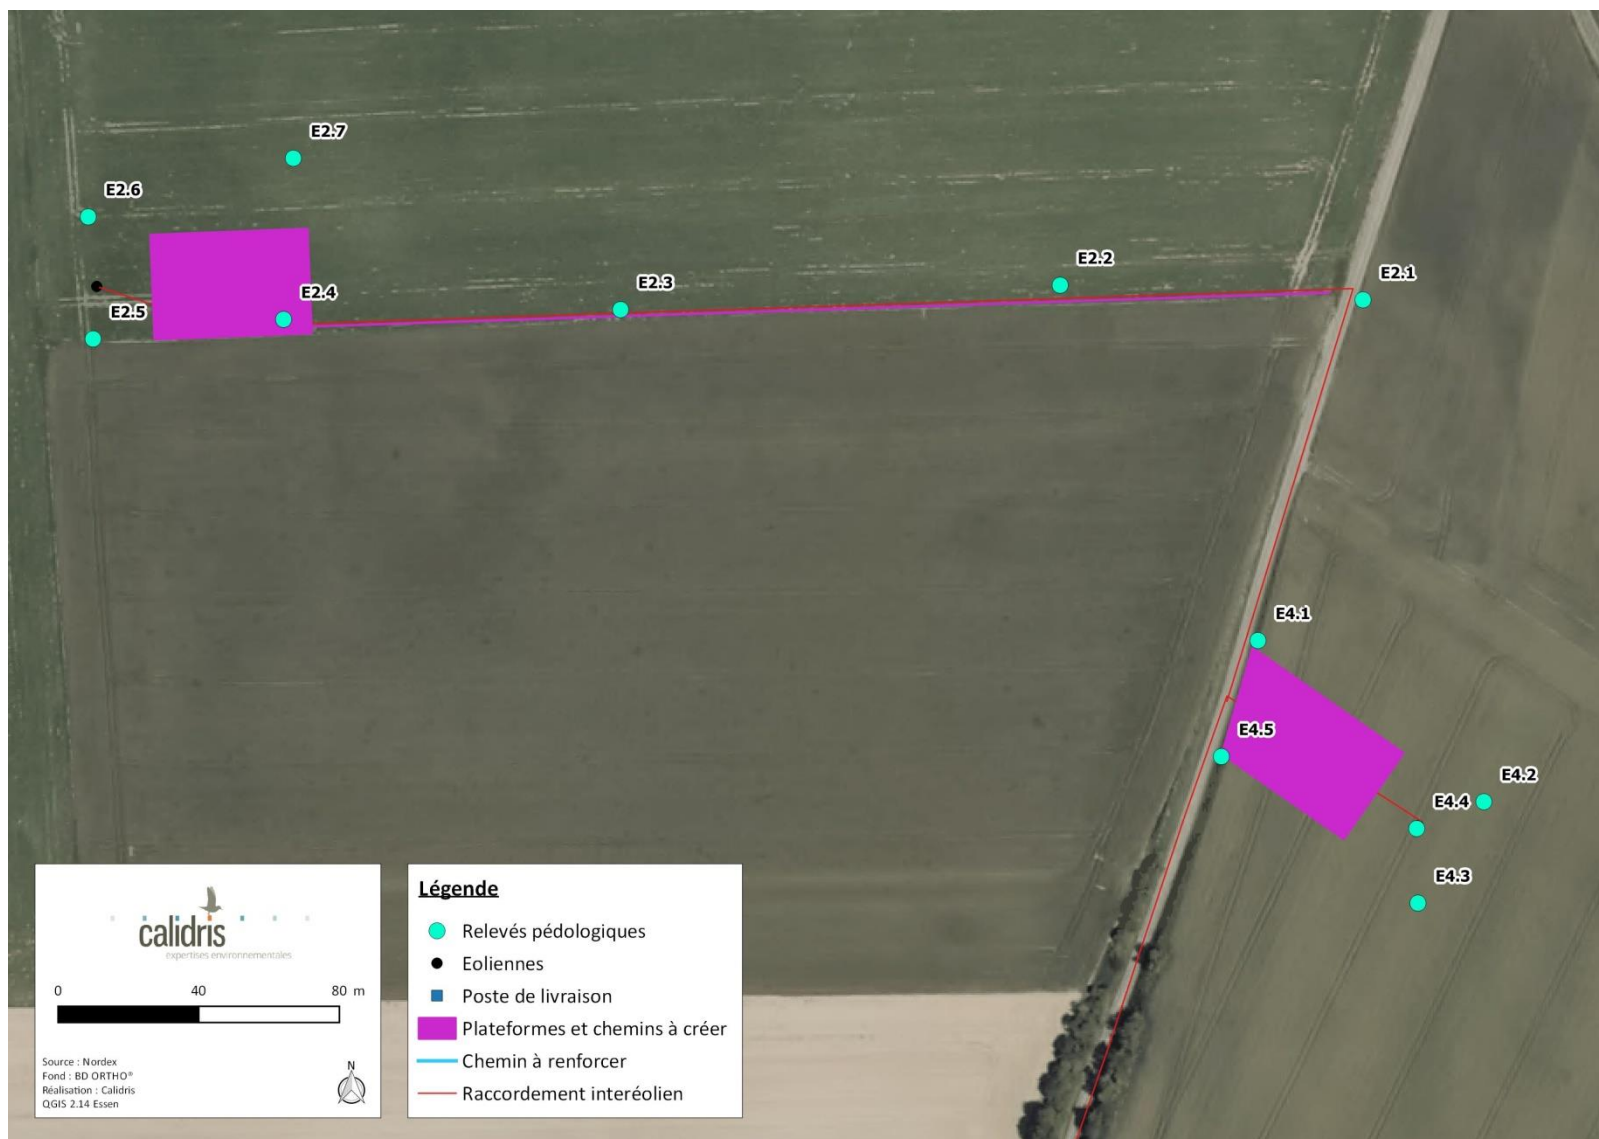 E2.7
E2.6
E2.2
E2.1
E2.3
E2.4
E2.5
E4.1
E4.5
E4.2
E4.4
E4.3
calidris
expertises environnementales
0 40 80 m
Source : Nordex
Fond : BD ORTHO®
Réalisation : Calidris
QGIS 2.14 Essen
N
Légende
Relevés pédologiques
Eoliennes
Poste de livraison
Plateformes et chemins à créer
Chemin à renforcer
Raccordement interéolien